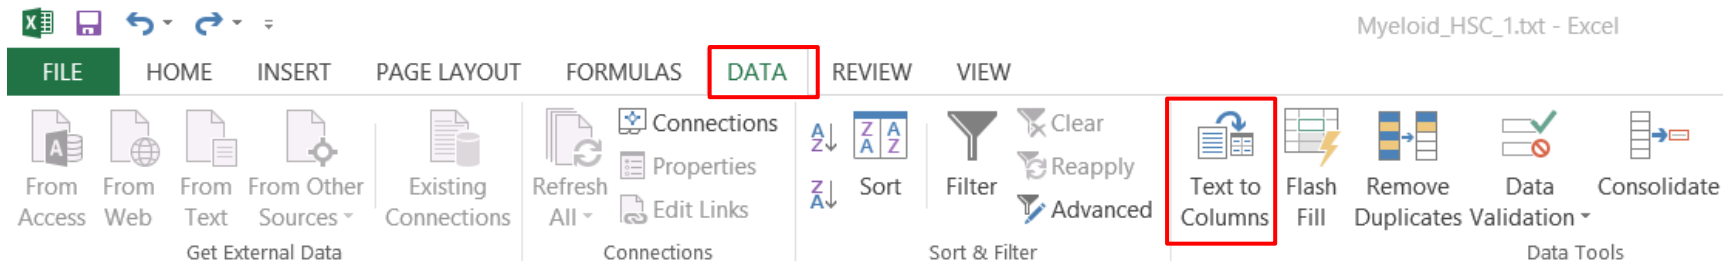 Myeloid_HSC_1.txt - Excel
FILE HOME INSERT PAGE LAYOUT FORMULAS DATA REVIEW VIEW
From Access
From Web
From Text
From Other Sources
Existing Connections
Get External Data
Refresh All
Connections
Properties
Edit Links
Connections
Sort
Filter
Clear
Reapply
Advanced
Sort & Filter
Text to Columns
Flash Fill
Remove Duplicates
Data Validation
Consolidate
Data Tools